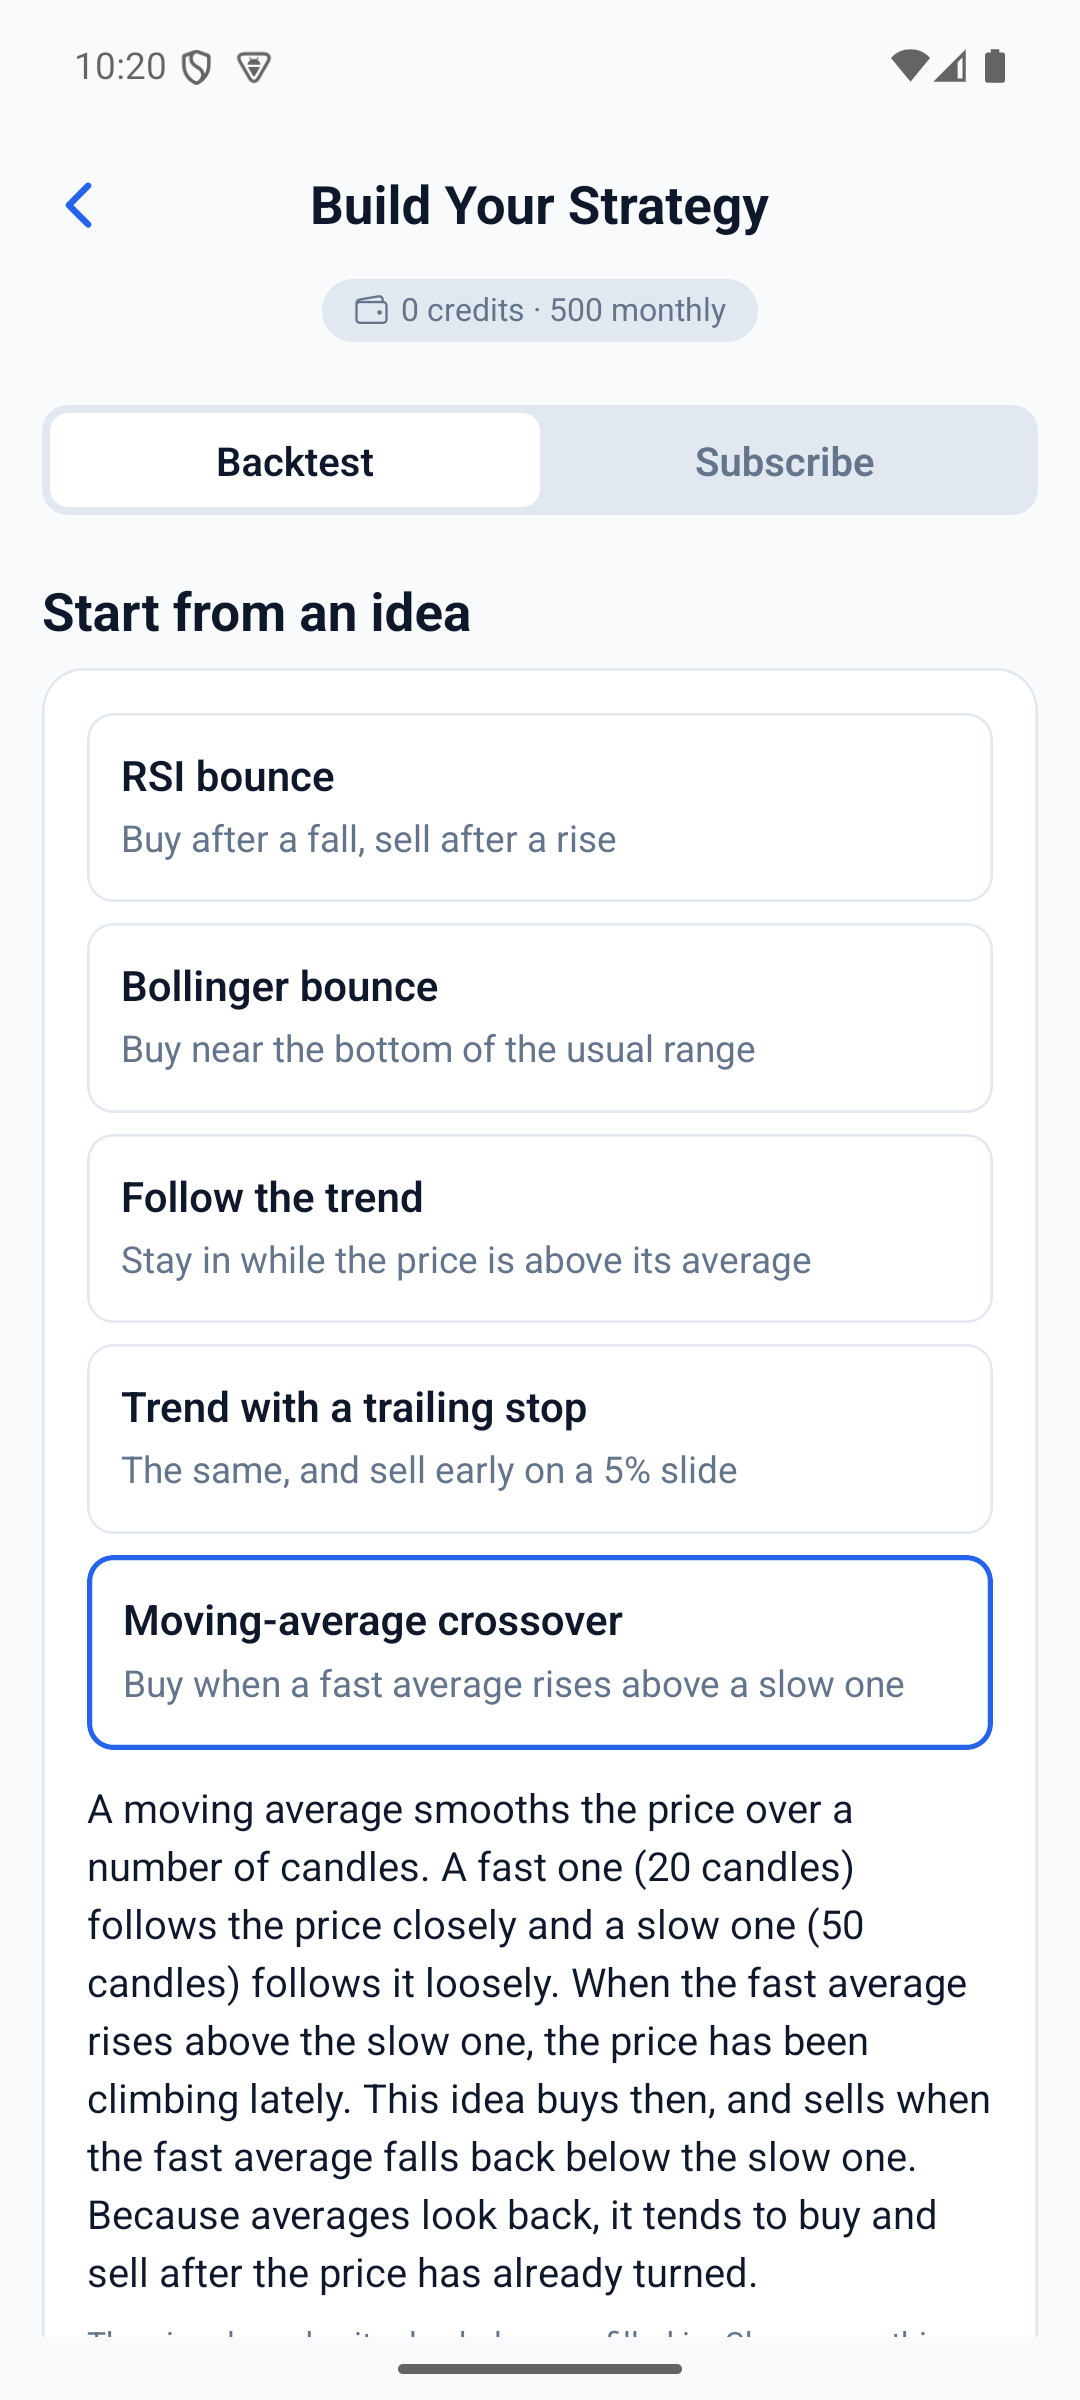 10:20
Build Your Strategy
0 credits · 500 monthly
Backtest
Subscribe
Start from an idea
RSI bounce
Buy after a fall, sell after a rise
Bollinger bounce
Buy near the bottom of the usual range
Follow the trend
Stay in while the price is above its average
Trend with a trailing stop
The same, and sell early on a 5% slide
Moving-average crossover
Buy when a fast average rises above a slow one
A moving average smooths the price over a
number of candles. A fast one (20 candles)
follows the price closely and a slow one (50
candles) follows it loosely. When the fast average
rises above the slow one, the price has been
climbing lately. This idea buys then, and sells when
the fast average falls back below the slow one.
Because averages look back, it tends to buy and
sell after the price has already turned.